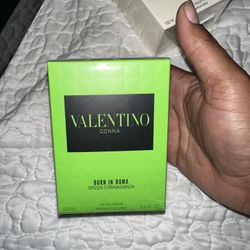 VALENTINO
DONNA
BORN IN ROMA
GREEN STRAVAGANZA